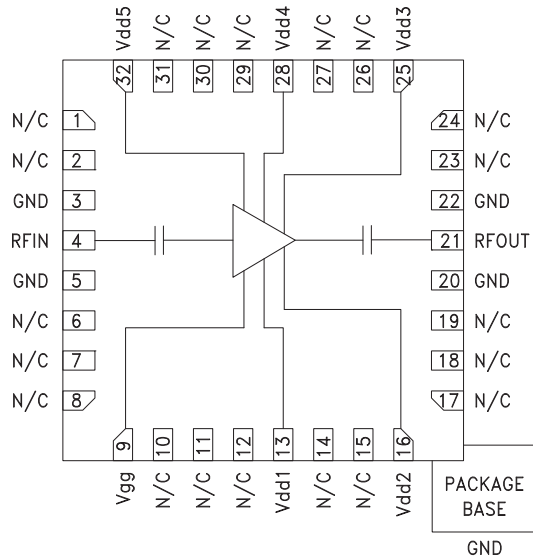 Vdd5
N/C
N/C
N/C
Vdd4
N/C
N/C
Vdd3
32
31
30
29
28
27
26
25
N/C 1
N/C 2
GND 3
RFIN 4
GND 5
N/C 6
N/C 7
N/C 8
24 N/C
23 N/C
22 GND
21 RFOUT
20 GND
19 N/C
18 N/C
17 N/C
9
10
11
12
13
14
15
16
Vgg
N/C
N/C
N/C
Vdd1
N/C
N/C
Vdd2
PACKAGE
BASE
GND